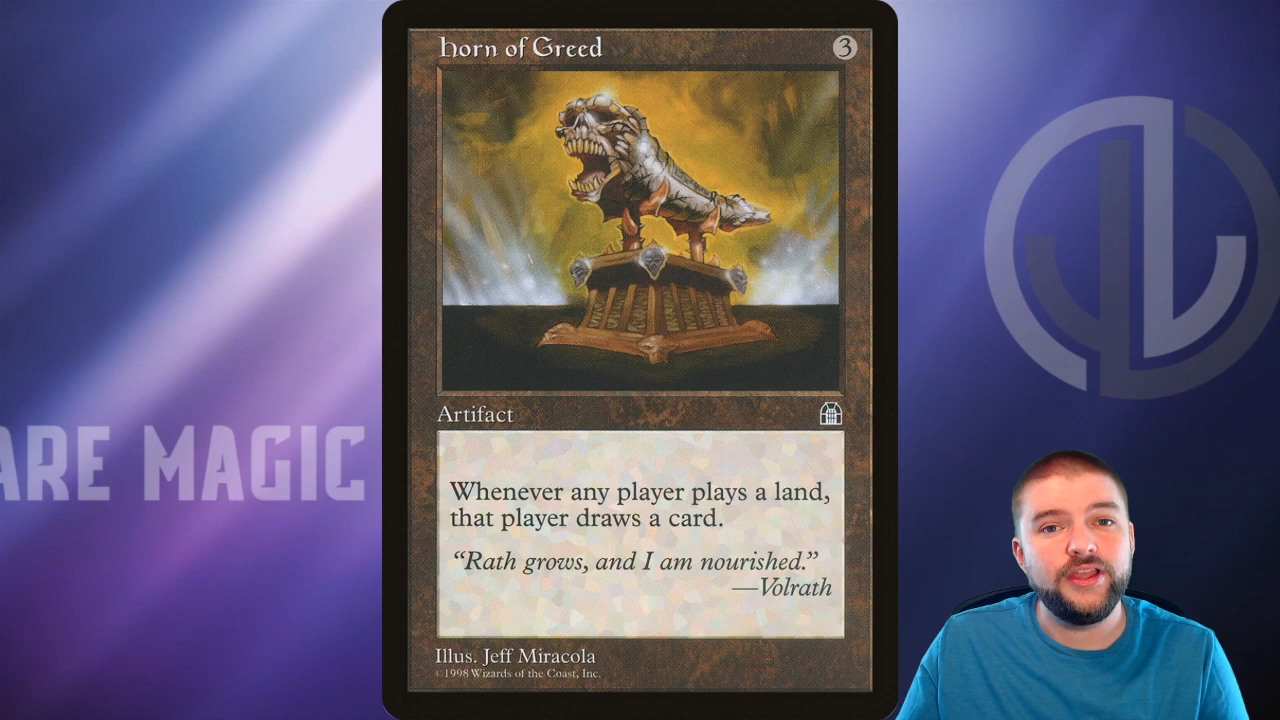 Horn of Greed
3
ARE MAGIC
Artifact
Whenever any player plays a land,
that player draws a card.
“Rath grows, and I am nourished.”
—Volrath
Illus. Jeff Miracola
©1998 Wizards of the Coast, Inc.